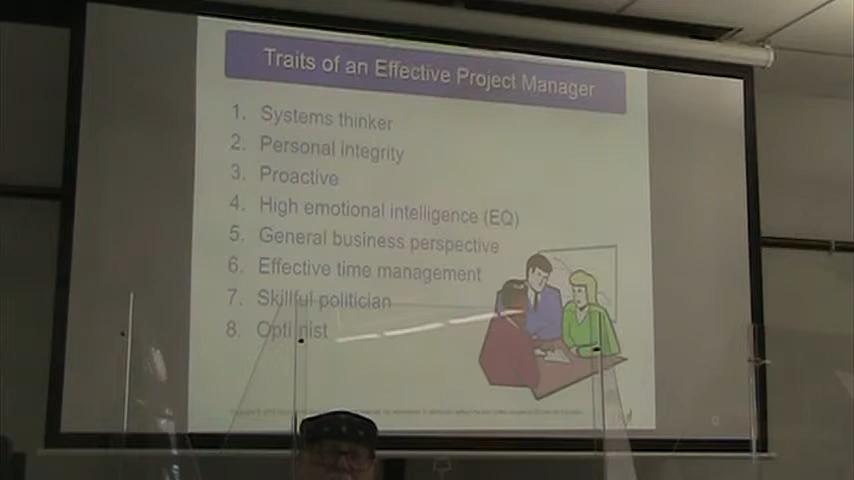 Traits of an Effective Project Manager
1. Systems thinker
2. Personal integrity
3. Proactive
4. High emotional intelligence (EQ)
5. General business perspective
6. Effective time management
7. Skillful politician
8. Optimist